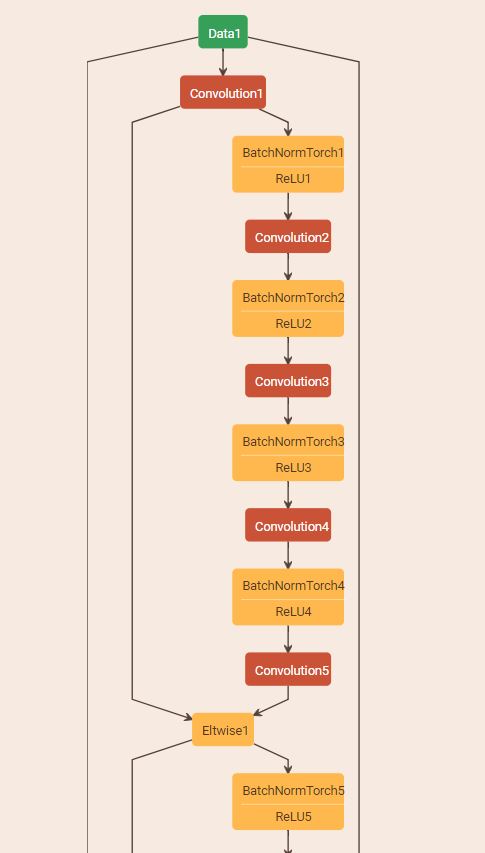 Data1
Convolution1
BatchNormTorch1
ReLU1
Convolution2
BatchNormTorch2
ReLU2
Convolution3
BatchNormTorch3
ReLU3
Convolution4
BatchNormTorch4
ReLU4
Convolution5
Eltwise1
BatchNormTorch5
ReLU5